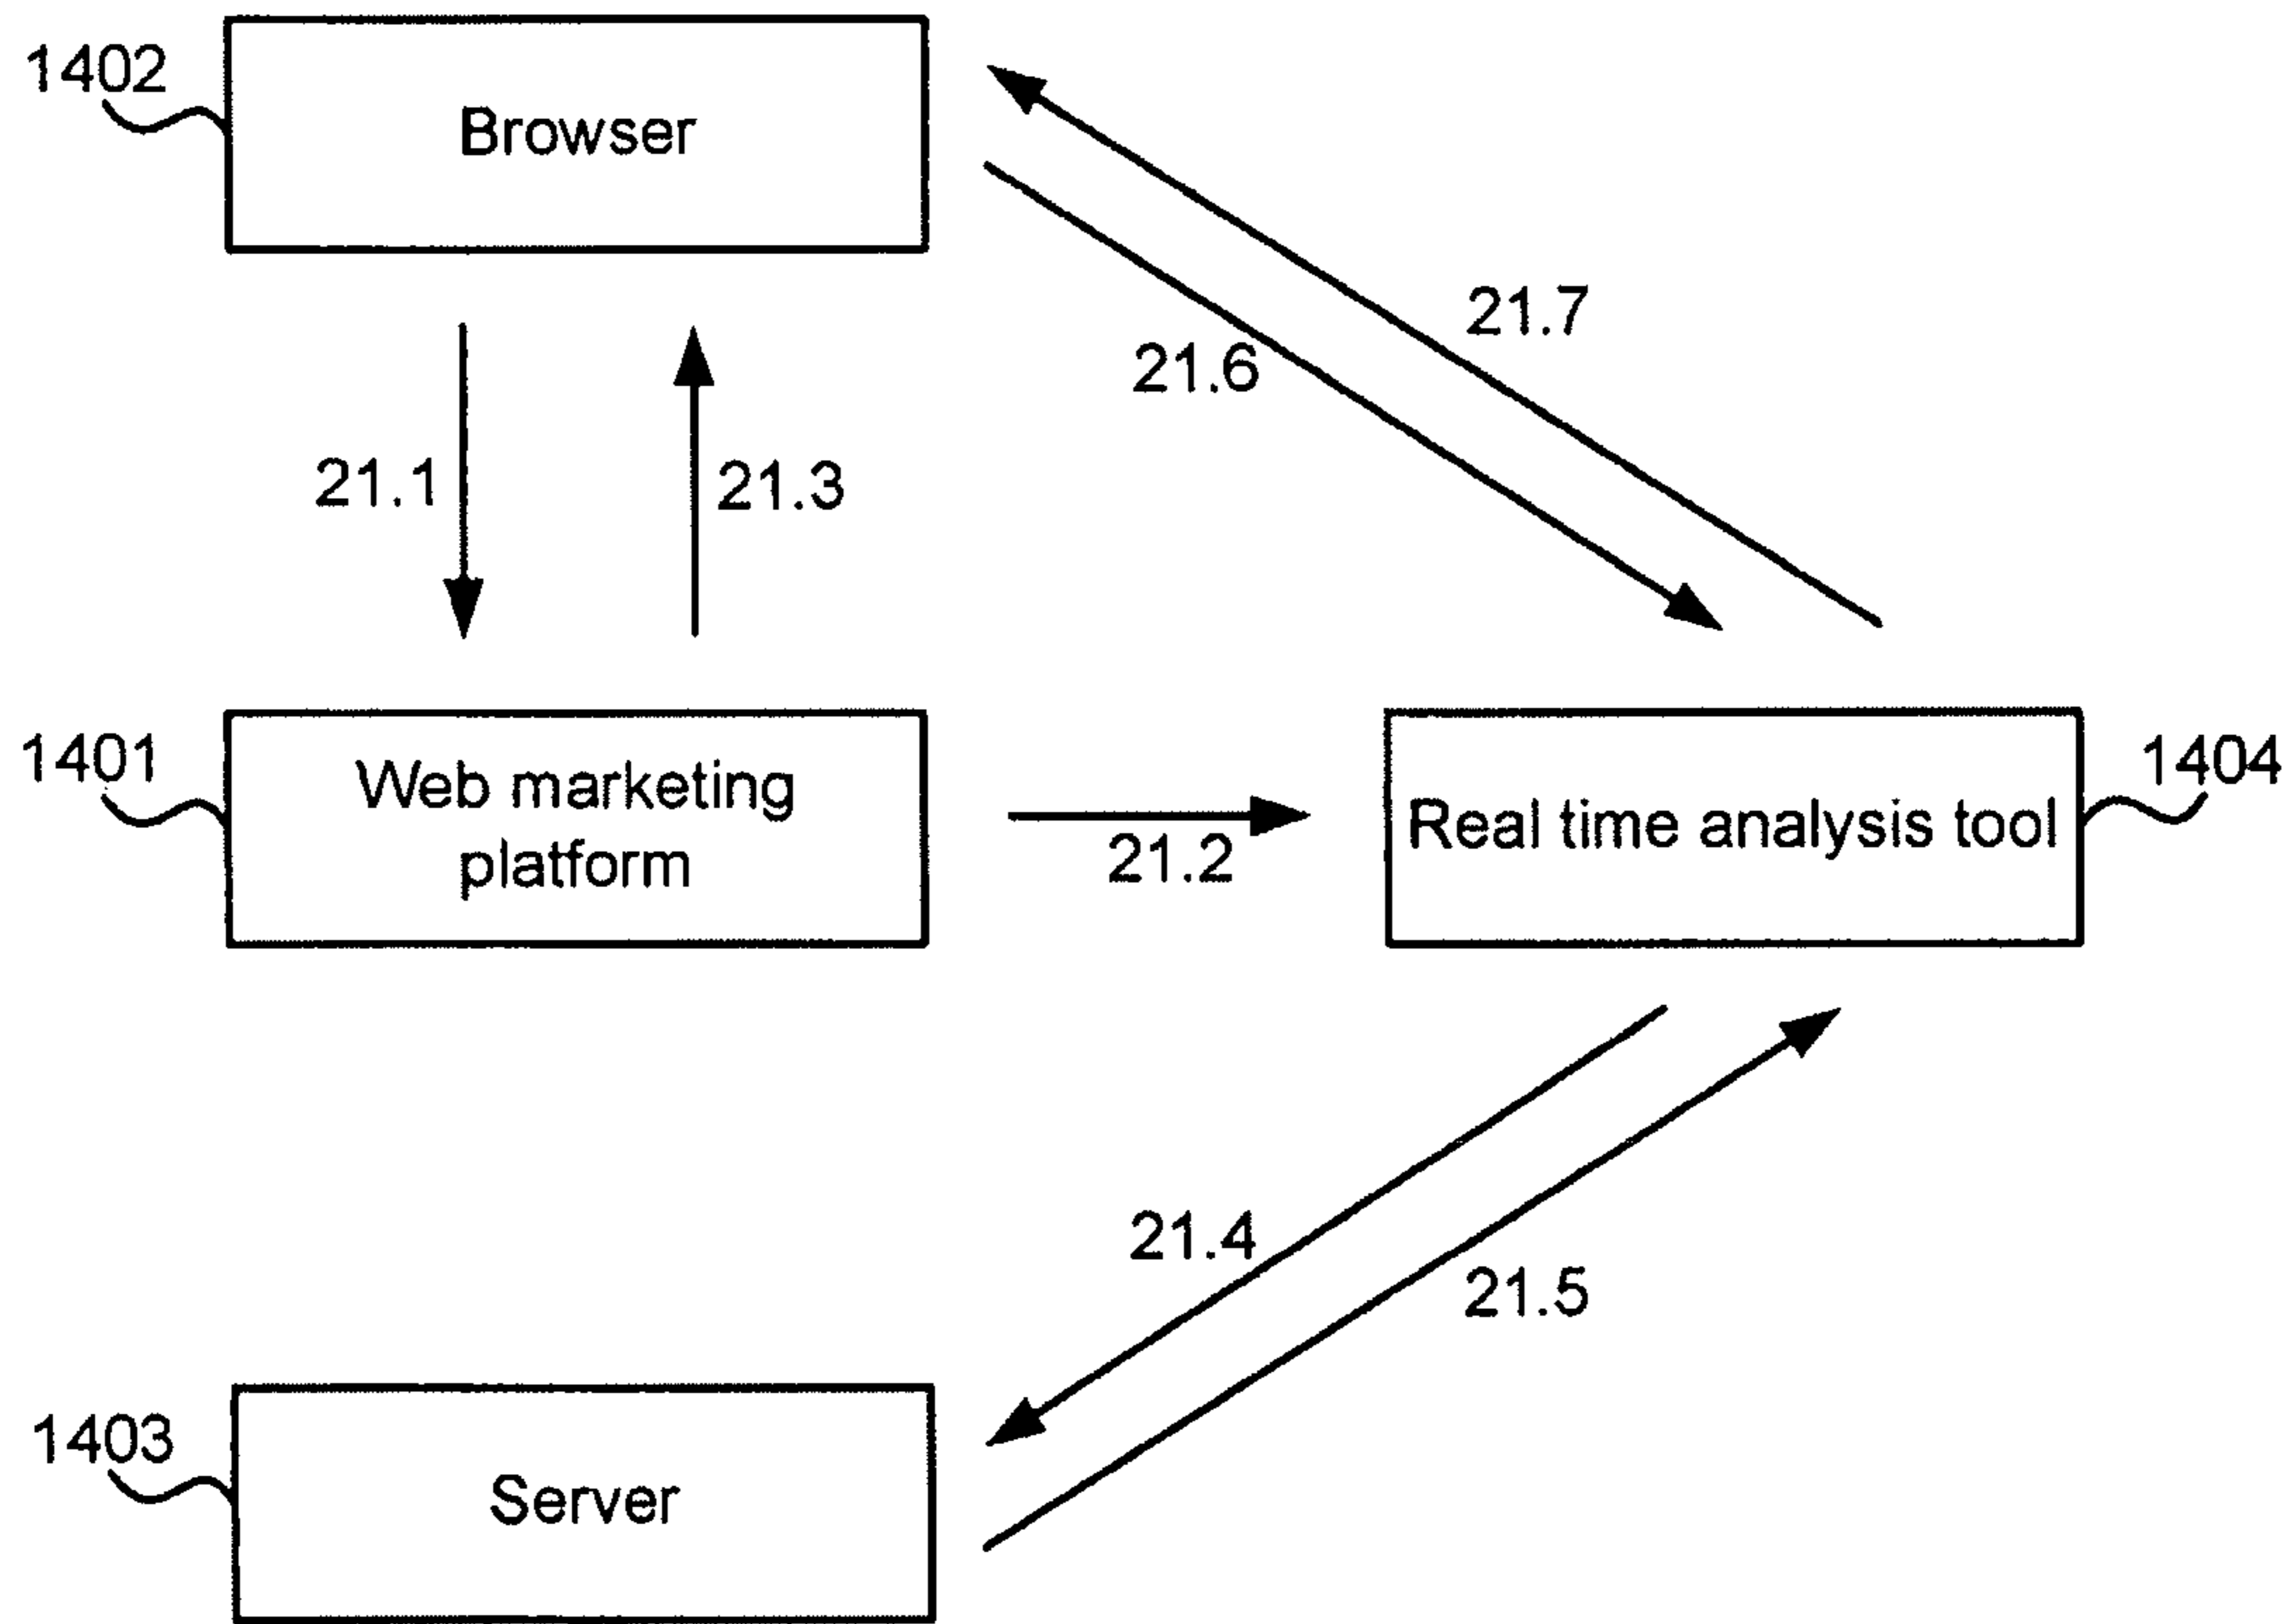 1402
Browser
21.7
21.6
21.1
21.3
1401
Web marketing
platform
21.2
Real time analysis tool
1404
21.4
21.5
1403
Server